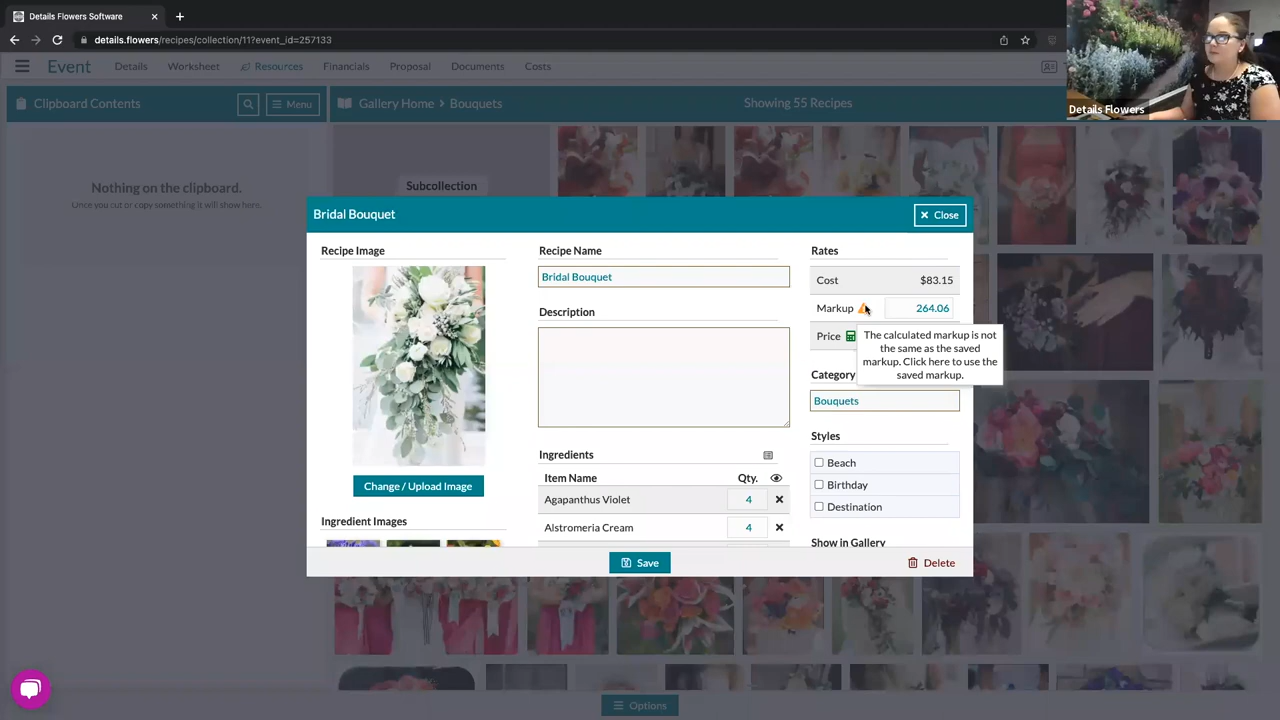 Details Flowers Software
details.flowers/recipes/collection/11?event_id=257133
Event
Details
Worksheet
Resources
Financials
Proposal
Documents
Costs
Details Flowers
Clipboard Contents
Menu
Gallery Home
Bouquets
Showing 55 Recipes
Nothing on the clipboard.
Once you cut or copy something it will show here.
Subcollection
Bridal Bouquet
Close
Recipe Image
Change / Upload Image
Ingredient Images
Recipe Name
Bridal Bouquet
Description
Ingredients
Item Name Qty.
Agapanthus Violet 4
Alstromeria Cream 4
Rates
Cost $83.15
Markup 264.06
Price
The calculated markup is not
the same as the saved
markup. Click here to use the
saved markup.
Category
Bouquets
Styles
Beach
Birthday
Destination
Show in Gallery
Save
Delete
Options